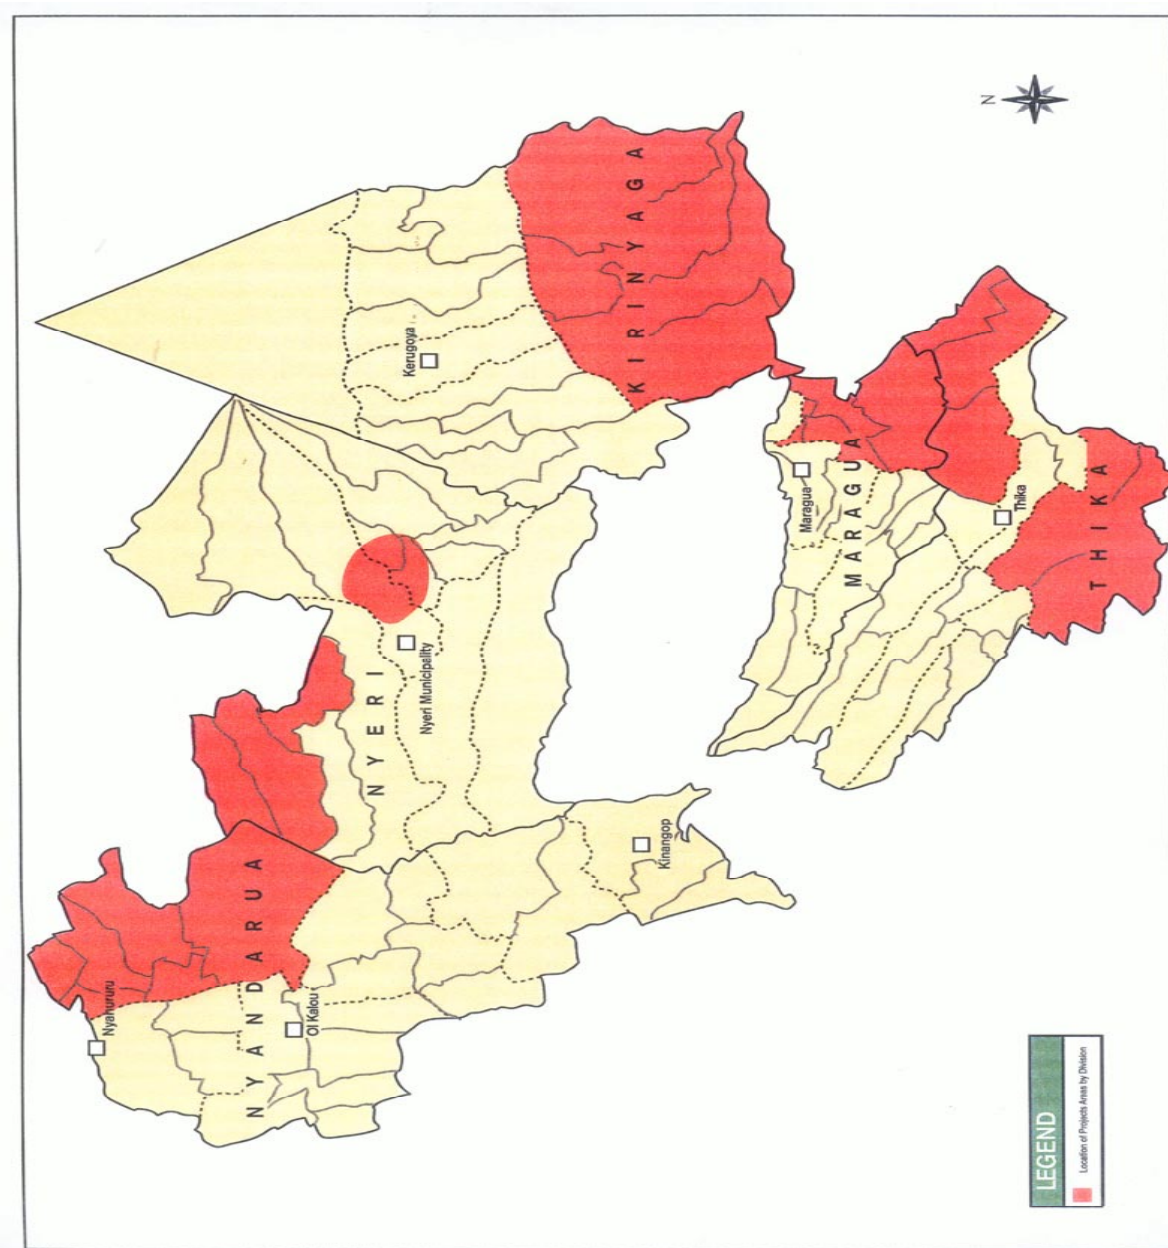 N
KIRINYAGA
Kerugoya
Maragua
MARAGUA
Thika
THIKA
NYERI
Nyeri Municipality
Kinangop
Nyahururu
NYANDARUA
Ol Kalou
LEGEND
Location of Projects Areas by Division